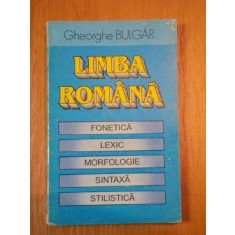 Gheorghe BULGĂR
LIMBA
ROMÂNĂ
FONETICĂ
LEXIC
MORFOLOGIE
SINTAXĂ
STILISTICĂ